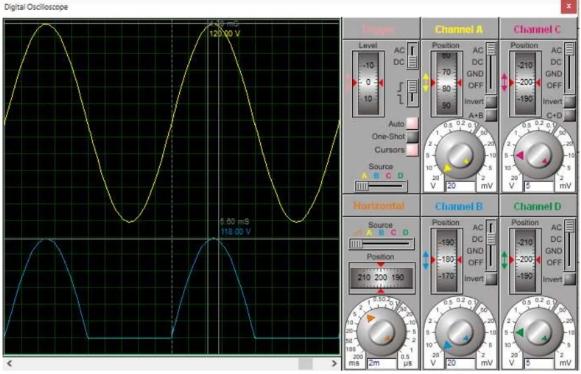 Digital Oscilloscope
x
120.00 V
5.60 mS
118.00 V
Trigger
Level
AC
DC
-10
0
10
Auto
One-Shot
Cursors
Source
A B C D
Channel A
Position
AC
DC
GND
OFF
Invert
A+B
60
70
80
90
V
20
mV
Channel C
Position
AC
DC
GND
OFF
Invert
C+D
-210
-200
-190
V
5
mV
Horizontal
Source
A B C D
Position
210 200 190
ms
2m
µs
Channel B
Position
AC
DC
GND
OFF
Invert
-190
-180
-170
V
20
mV
Channel D
Position
AC
DC
GND
OFF
Invert
-210
-200
-190
V
5
mV